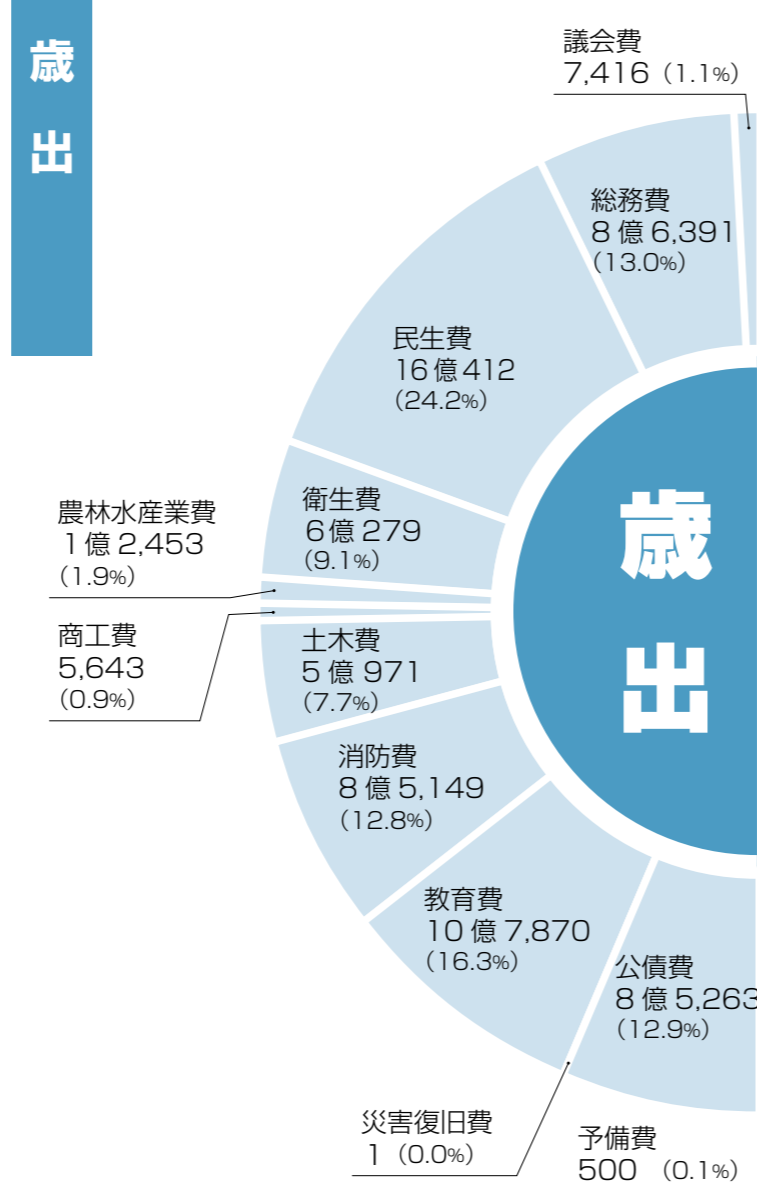 歳出
議会費
7,416（1.1%）
総務費
8億6,391
（13.0%）
民生費
16億412
（24.2%）
衛生費
6億279
（9.1%）
農林水産業費
1億2,453
（1.9%）
商工費
5,643
（0.9%）
土木費
5億971
（7.7%）
消防費
8億5,149
（12.8%）
教育費
10億7,870
（16.3%）
公債費
8億5,263
（12.9%）
災害復旧費
1（0.0%）
予備費
500（0.1%）
歳出